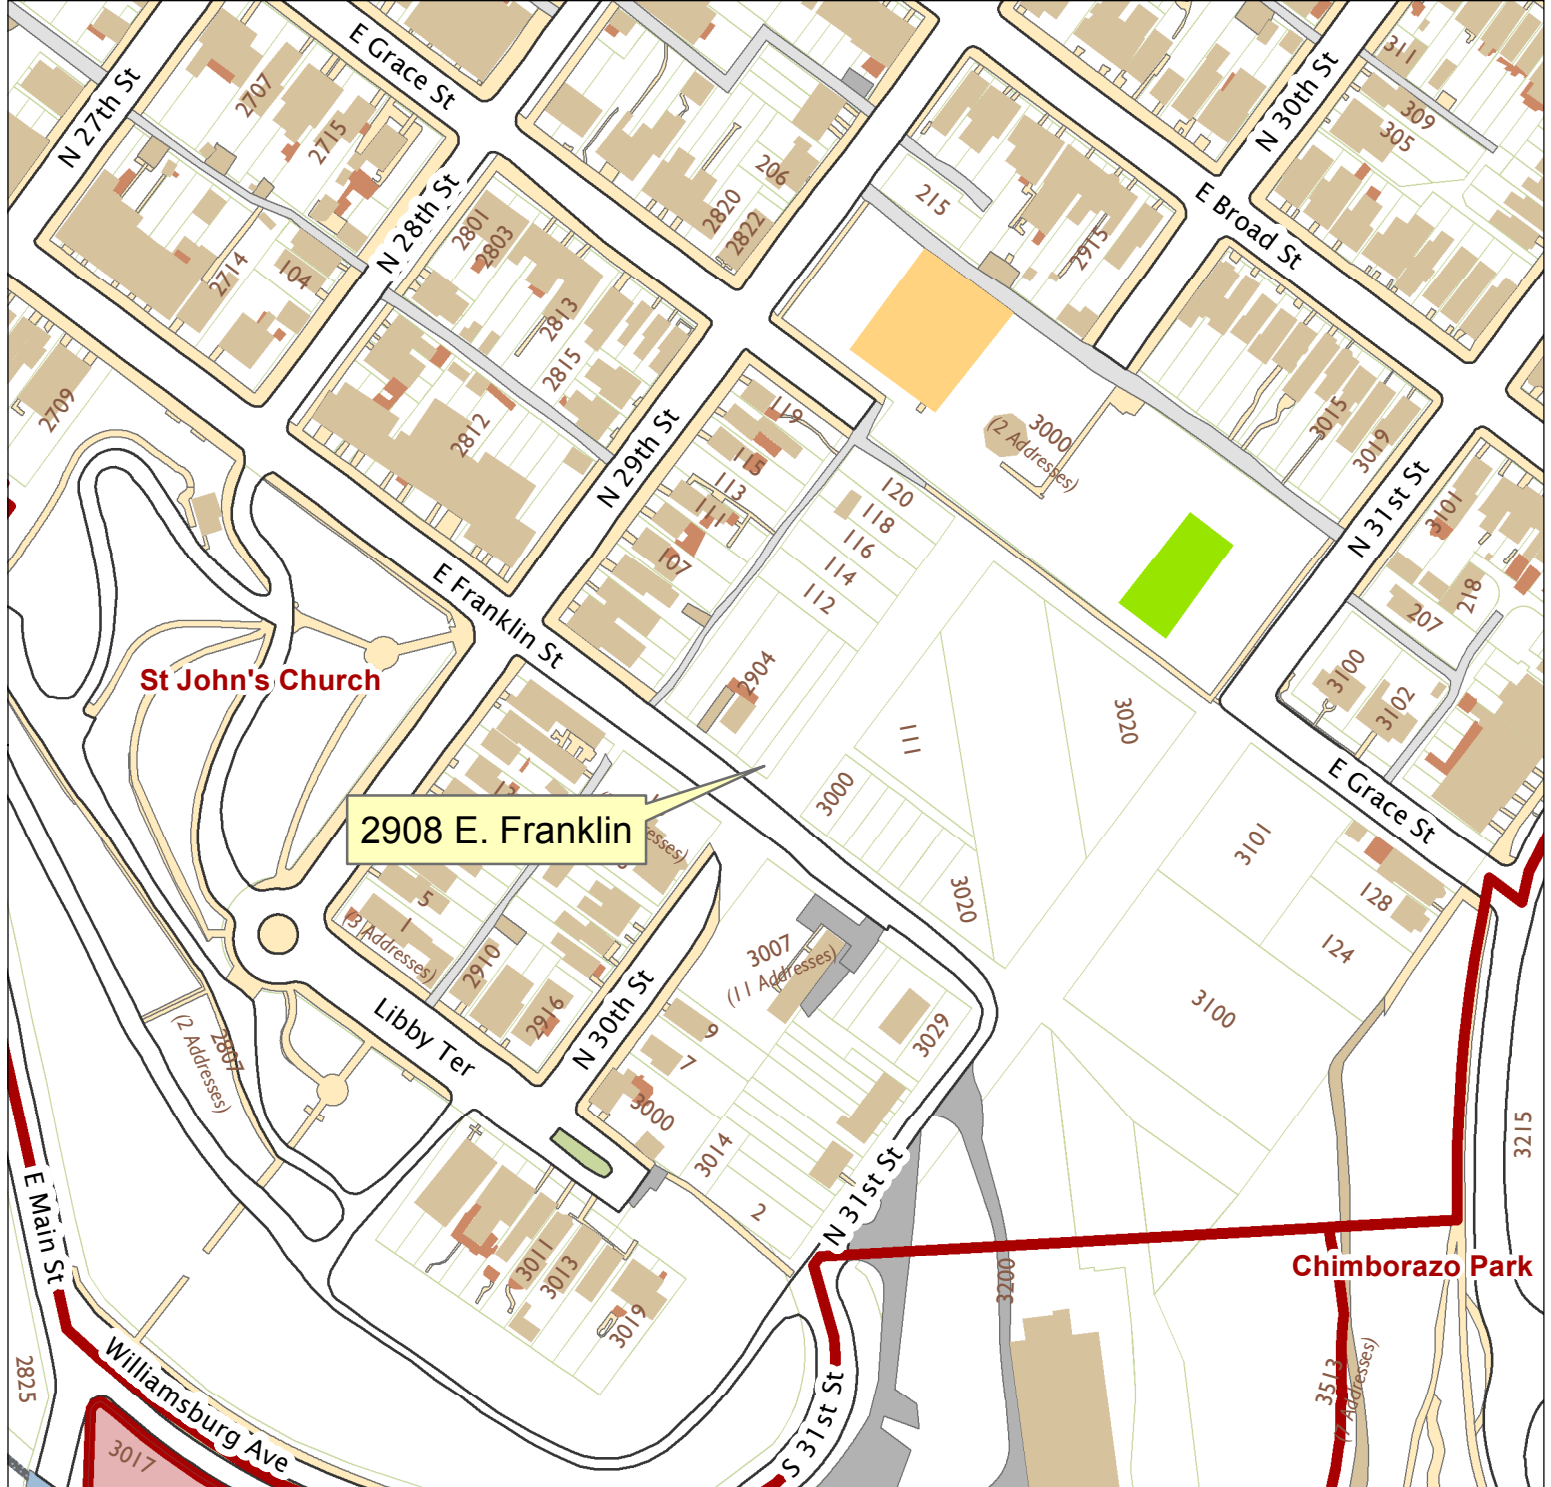 E Grace St
311
N 27th St
2707
N 30th St
309
2715
305
206
N 28th St
215
2820
E Broad St
2801
2822
2803
2915
2714
104
2813
2815
2709
119
2812
3000
(2 Addresses)
3015
3019
N 29th St
115
113
120
111
118
N 31st St
3101
116
107
114
112
E Franklin St
218
207
St John's Church
2904
3100
3102
3020
111
3000
E Grace St
2908 E. Franklin
esses)
3101
3020
128
5
1
(3 Addresses)
124
3007
(11 Addresses)
2910
3100
2916
N 30th St
9
3029
Libby Ter
7
2807
(2 Addresses)
3000
3014
3215
2
N 31st St
E Main St
3011
3013
Chimborazo Park
3200
3019
2825
Williamsburg Ave
3513
(7 Addresses)
S 31st St
3017